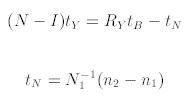 (N − I)t_Y = R_Y t_B − t_N
t_N = N_1^{−1}(n_2 − n_1)